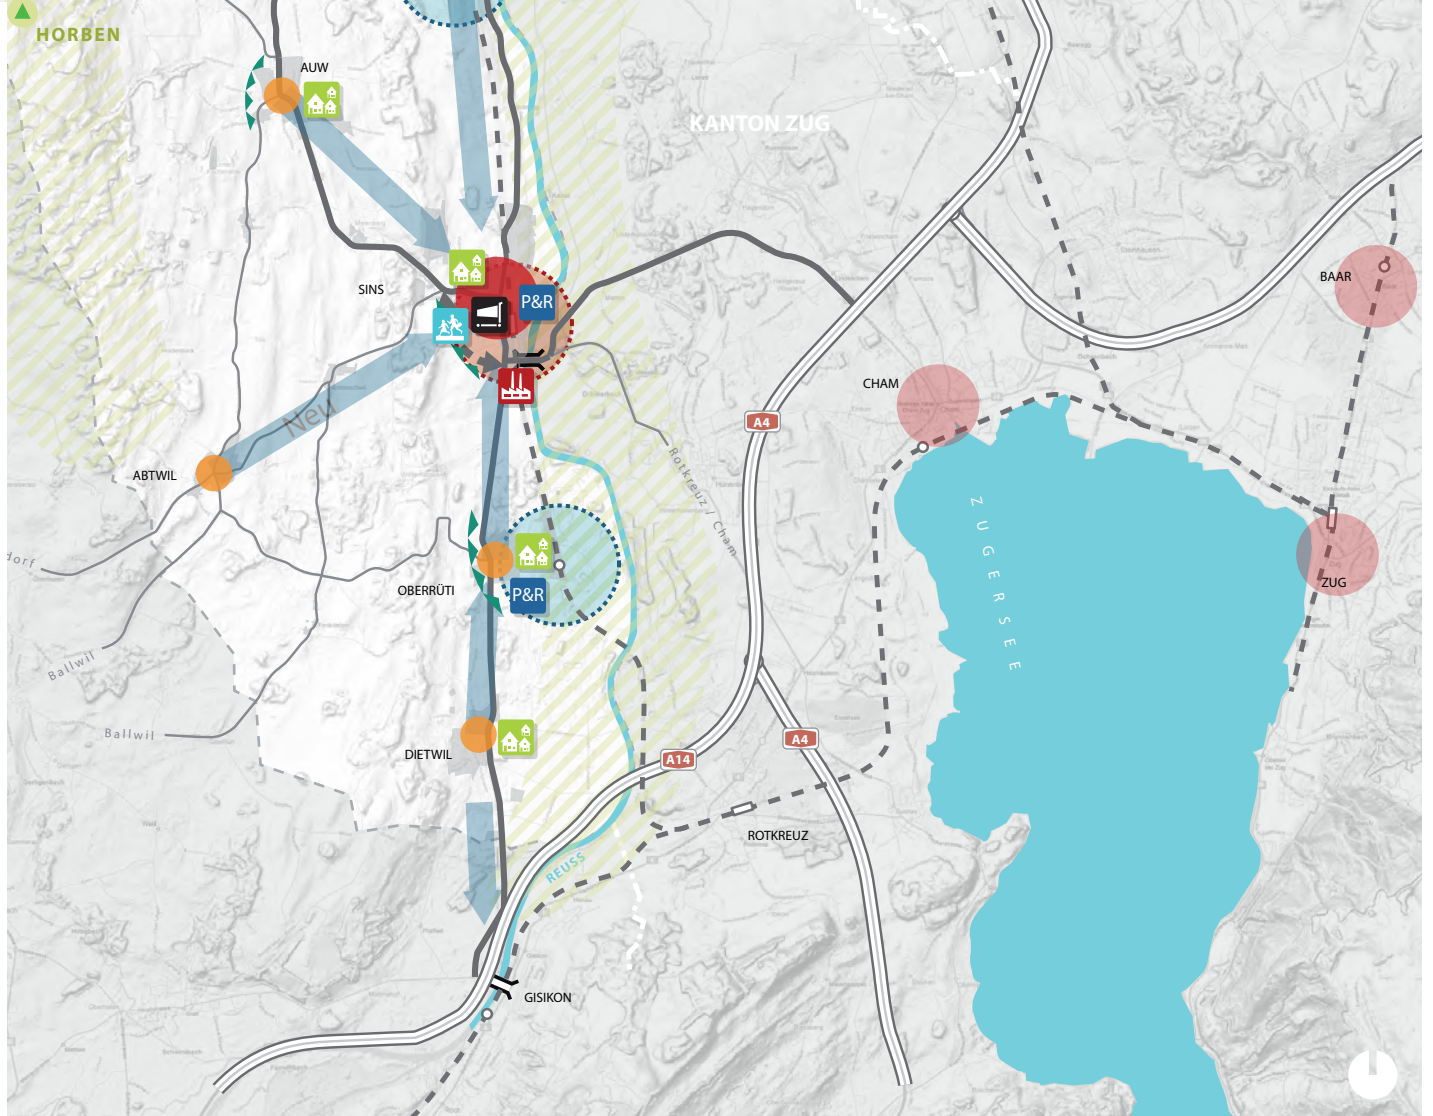 HORBEN
AUW
KANTON ZUG
BAAR
SINS
P&R
CHAM
A4
Neu
ABTWIL
Rotkreuz / Cham
ZUGERSEE
dorf
OBERRÜTI
P&R
ZUG
Ballwil
Ballwil
DIETWIL
A4
A14
ROTKREUZ
REUSS
GISIKON